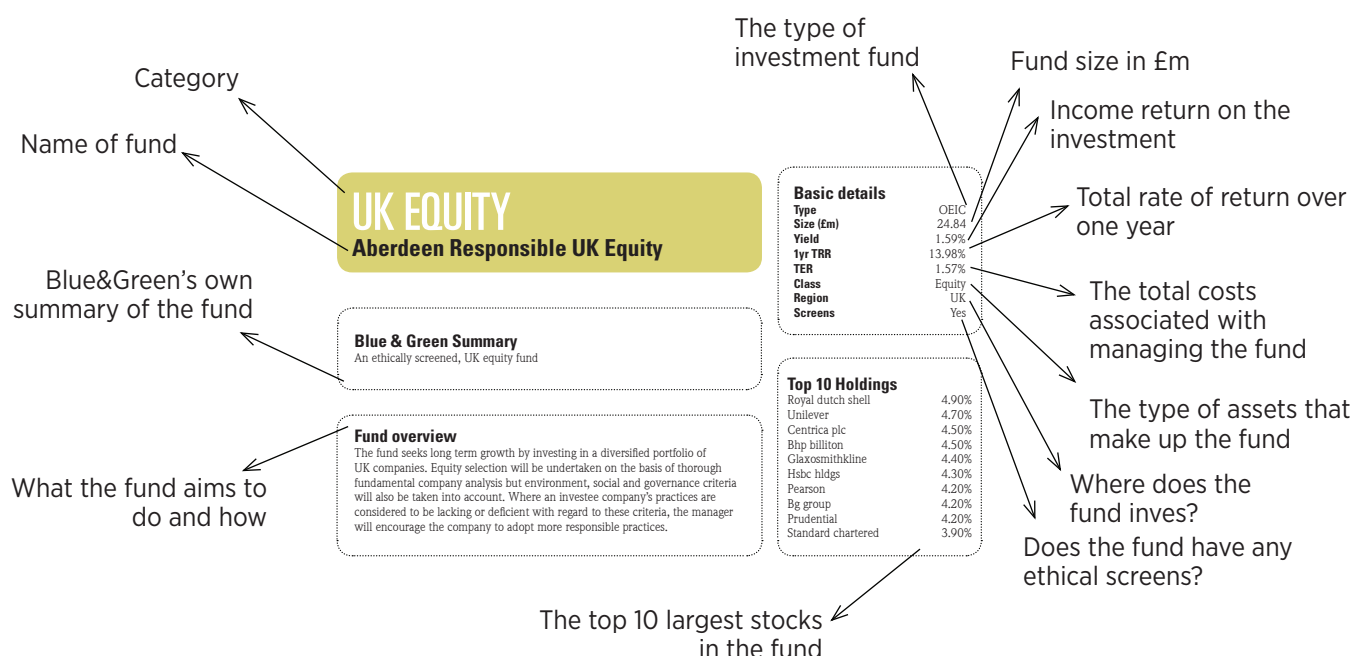 The type of
investment fund
Fund size in £m
Category
Income return on the
investment
Name of fund
Total rate of return over
one year
UK EQUITY
Aberdeen Responsible UK Equity
Basic details
Type OEIC
Size (£m) 24.84
Yield 1.59%
1yr TRR 13.98%
TER 1.57%
Class Equity
Region UK
Screens Yes
Blue&Green's own
summary of the fund
The total costs
associated with
managing the fund
Blue & Green Summary
An ethically screened, UK equity fund
Top 10 Holdings
Royal dutch shell 4.90%
Unilever 4.70%
Centrica plc 4.50%
Bhp billiton 4.50%
Glaxosmithkline 4.40%
Hsbc hldgs 4.30%
Pearson 4.20%
Bg group 4.20%
Prudential 4.20%
Standard chartered 3.90%
The type of assets that
make up the fund
Fund overview
The fund seeks long term growth by investing in a diversified portfolio of
UK companies. Equity selection will be undertaken on the basis of thorough
fundamental company analysis but environment, social and governance criteria
will also be taken into account. Where an investee company's practices are
considered to be lacking or deficient with regard to these criteria, the manager
will encourage the company to adopt more responsible practices.
What the fund aims to
do and how
Where does the
fund inves?
Does the fund have any
ethical screens?
The top 10 largest stocks
in the fund